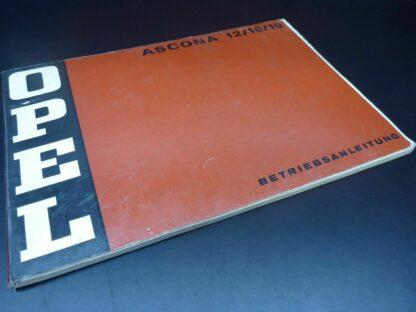 OPEL
ASCONA 12/16/19
BETRIEBSANLEITUNG